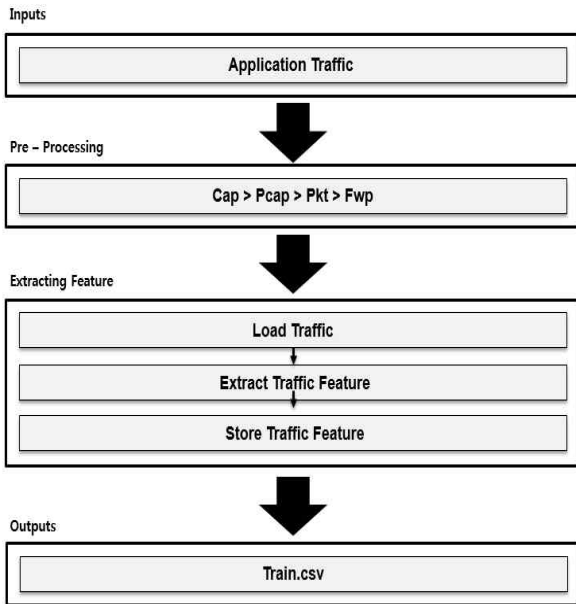 Inputs
Application Traffic
Pre – Processing
Cap > Pcap > Pkt > Fwp
Extracting Feature
Load Traffic
Extract Traffic Feature
Store Traffic Feature
Outputs
Train.csv